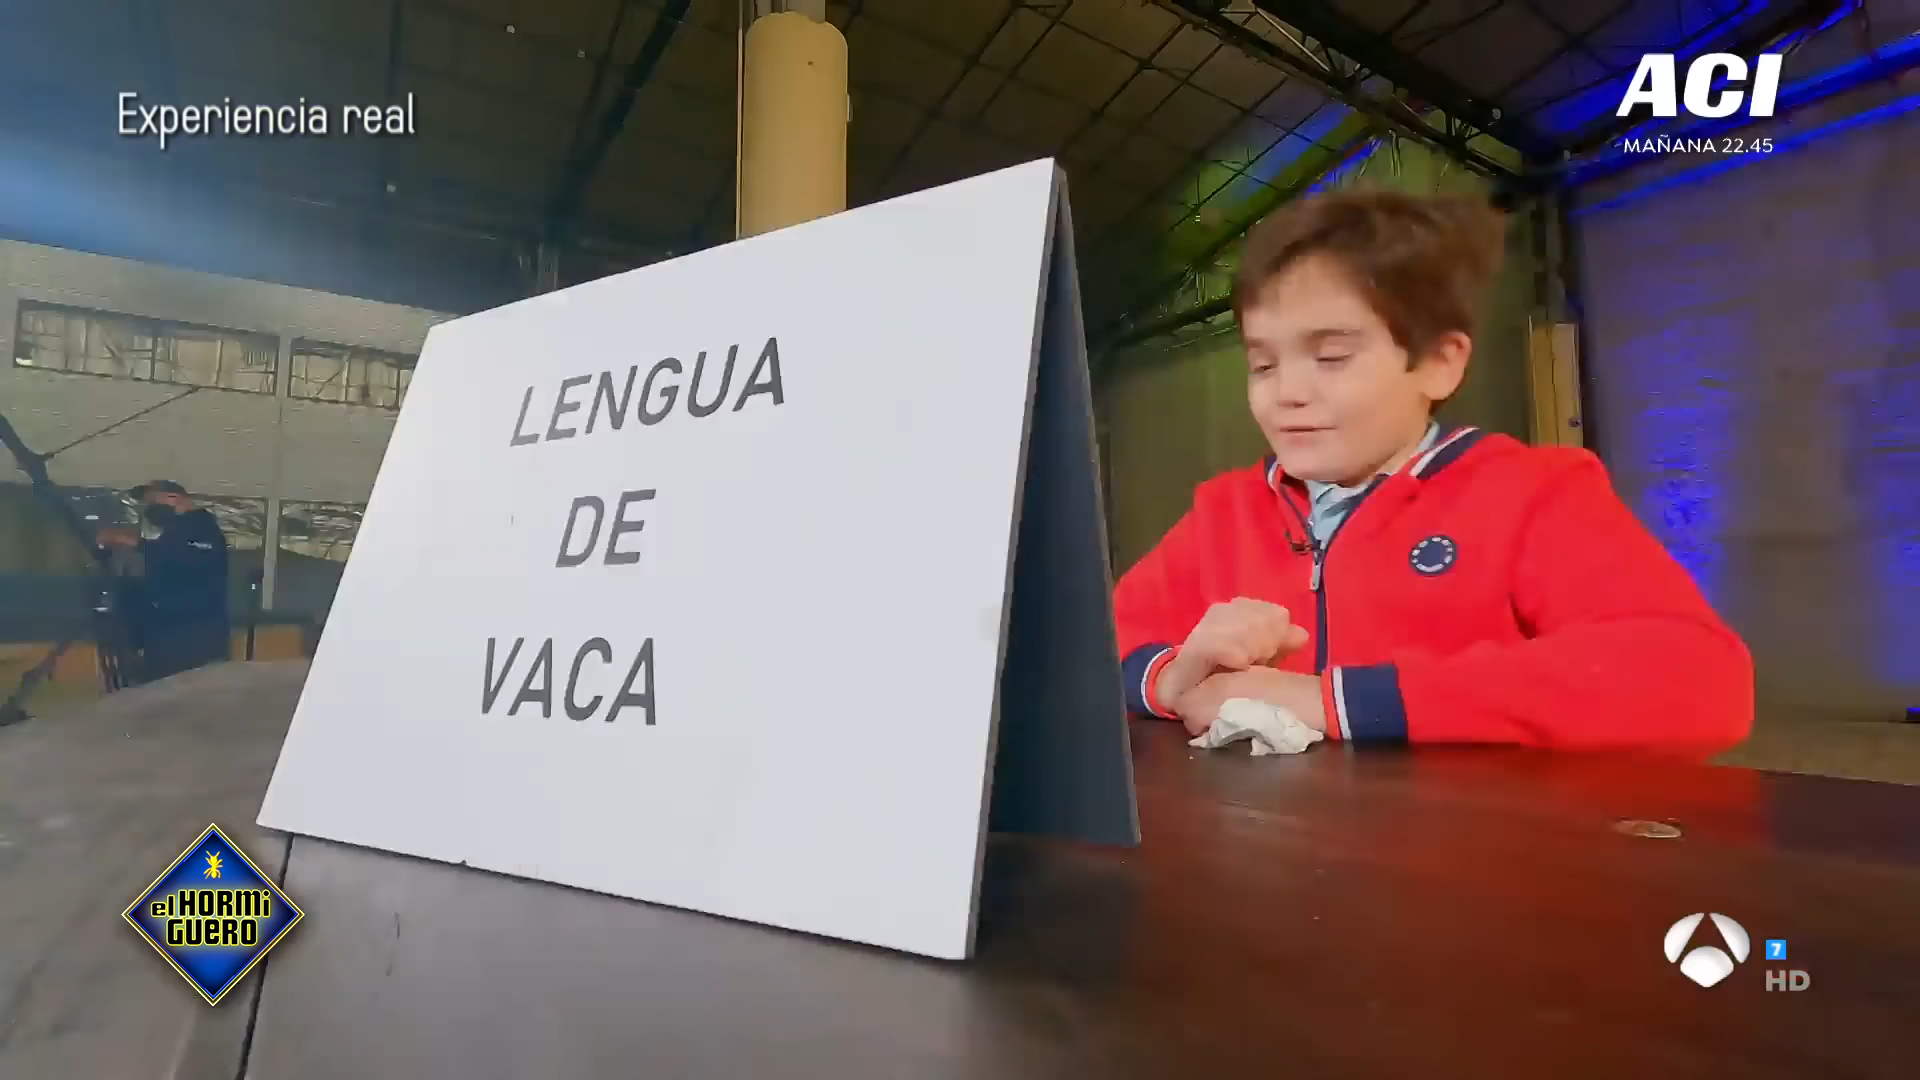 Experiencia real
ACI
MAÑANA 22.45
LENGUA
DE
VACA
el HORMi
GUERO
7
HD